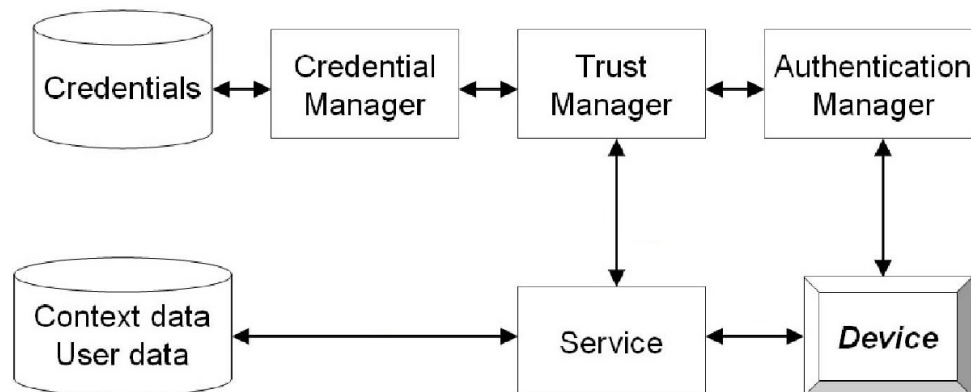 Credentials
Credential
Manager
Trust
Manager
Authentication
Manager
Context data
User data
Service
Device